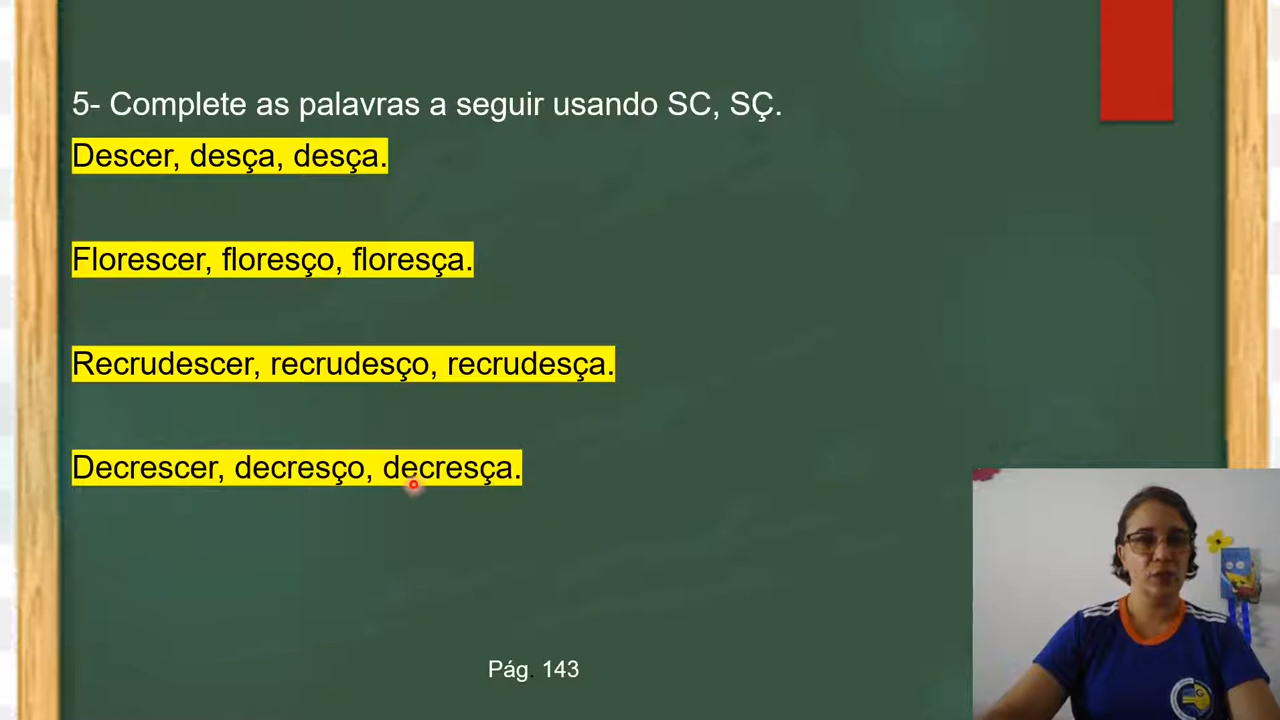 5- Complete as palavras a seguir usando SC, SÇ.
Descer, desça, desça.
Florescer, floresço, floresça.
Recrudescer, recrudesço, recrudesça.
Decrescer, decresço, decresça.
Pág. 143